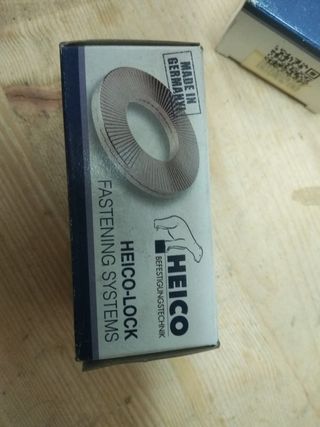 MADE IN
GERMANY!
HEICO
BEFESTIGUNGSTECHNIK
HEICO-LOCK
FASTENING SYSTEMS